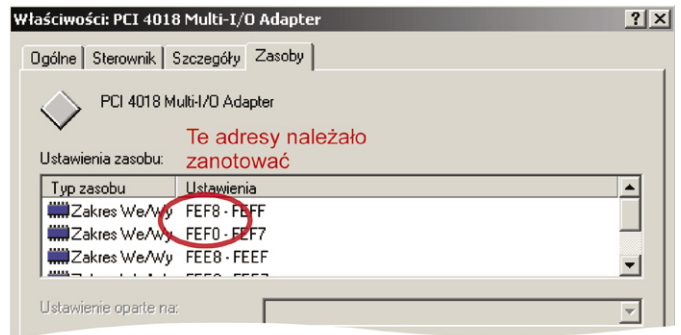 Właściwości: PCI 4018 Multi-I/O Adapter
Ogólne Sterownik Szczegóły Zasoby
PCI 4018 Multi-I/O Adapter
Te adresy należało
zanotować
Ustawienia zasobu:
Typ zasobu Ustawienia
Zakres We/Wy FEF8 - FEFF
Zakres We/Wy FEF0 - FEF7
Zakres We/Wy FEE8 - FEEF
Ustawienie oparte na: